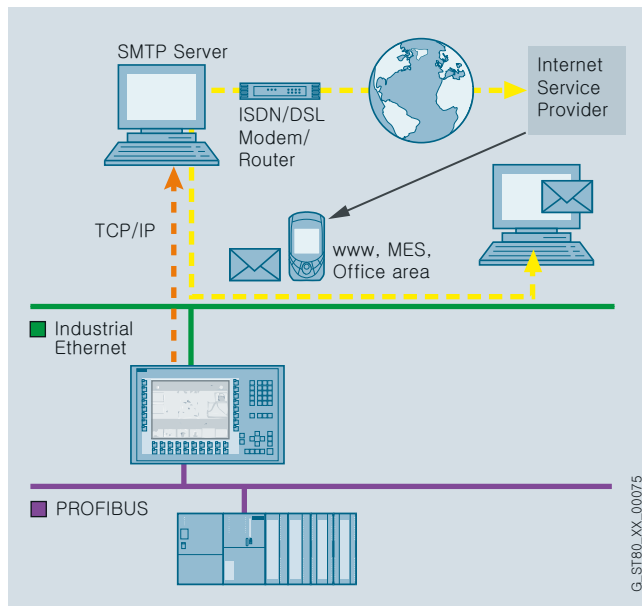 SMTP Server
ISDN/DSL
Modem/
Router
Internet
Service
Provider
TCP/IP
www, MES,
Office area
Industrial
Ethernet
PROFIBUS
G_ST80_XX_00075